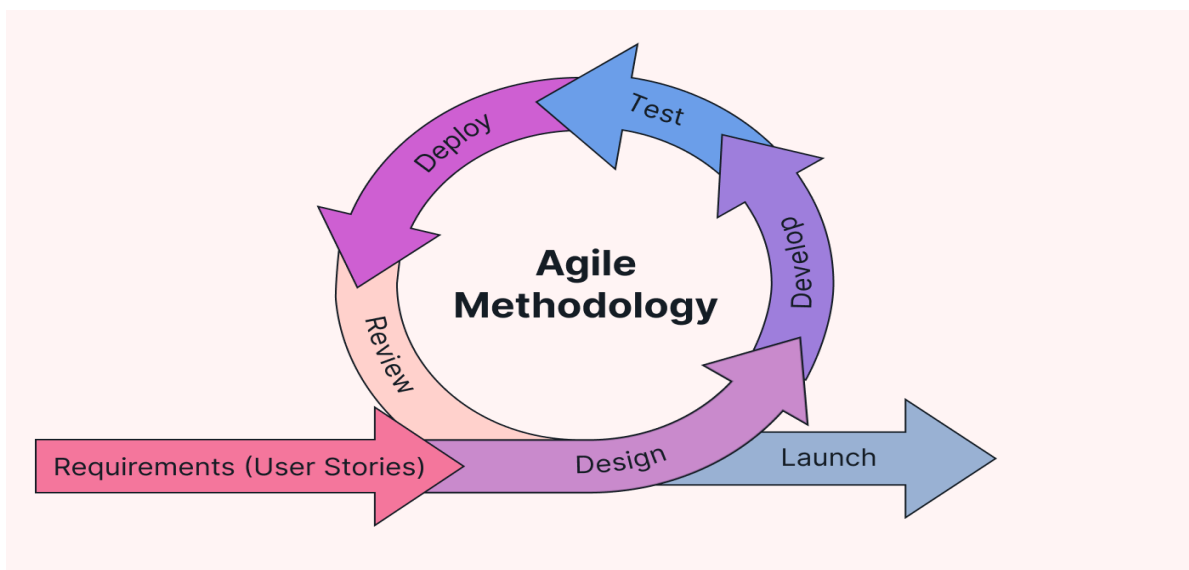 Test
Deploy
Develop
Agile
Methodology
Review
Requirements (User Stories)
Design
Launch